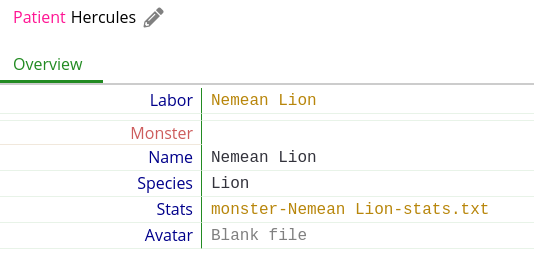 Patient Hercules
Overview
Labor Nemean Lion
Monster
Name Nemean Lion
Species Lion
Stats monster-Nemean Lion-stats.txt
Avatar Blank file